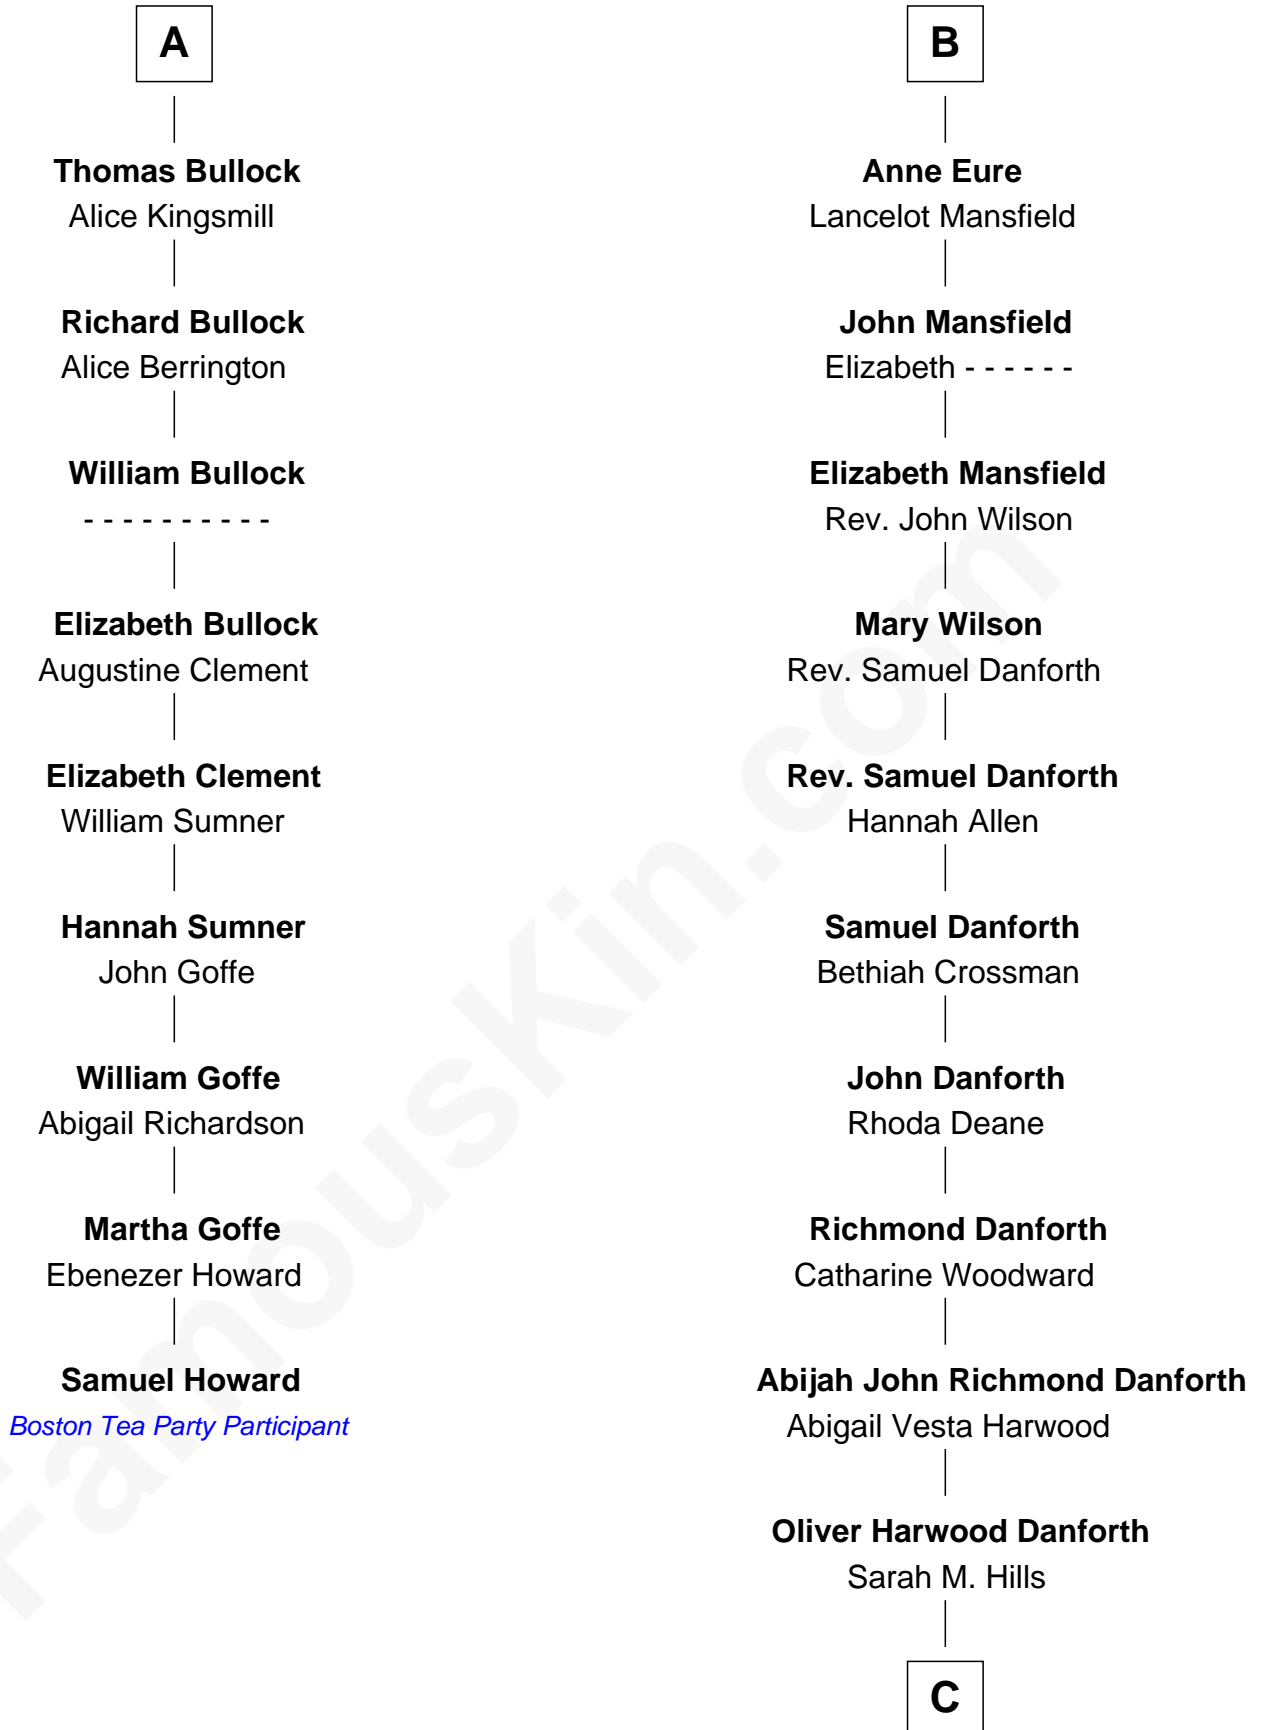 A
Thomas Bullock
Alice Kingsmill
Richard Bullock
Alice Berrington
William Bullock
- - - - - - - - - -
Elizabeth Bullock
Augustine Clement
Elizabeth Clement
William Sumner
Hannah Sumner
John Goffe
William Goffe
Abigail Richardson
Martha Goffe
Ebenezer Howard
Samuel Howard
Boston Tea Party Participant
B
Anne Eure
Lancelot Mansfield
John Mansfield
Elizabeth - - - - - -
Elizabeth Mansfield
Rev. John Wilson
Mary Wilson
Rev. Samuel Danforth
Rev. Samuel Danforth
Hannah Allen
Samuel Danforth
Bethiah Crossman
John Danforth
Rhoda Deane
Richmond Danforth
Catharine Woodward
Abijah John Richmond Danforth
Abigail Vesta Harwood
Oliver Harwood Danforth
Sarah M. Hills
C
FamousKin.com